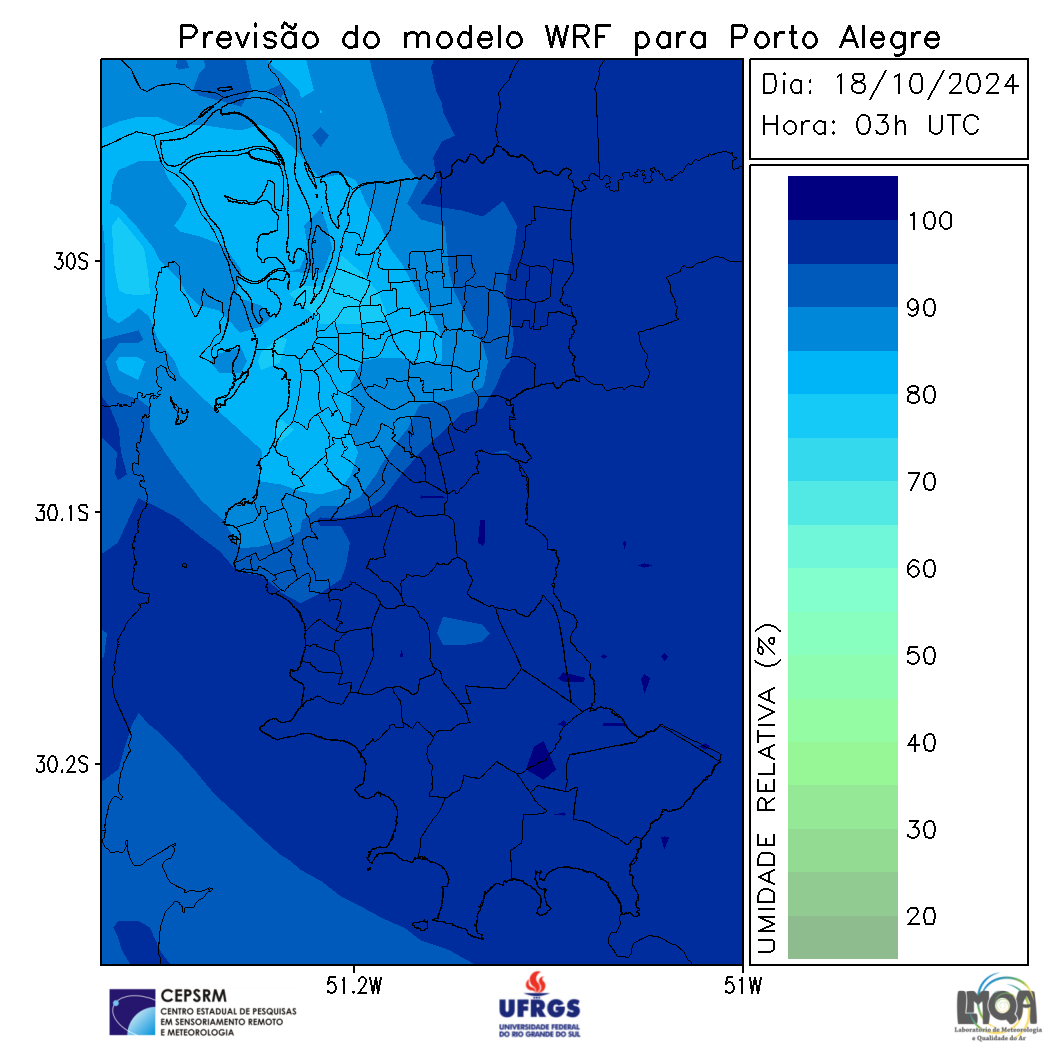 Previsão do modelo WRF para Porto Alegre
Dia: 18/10/2024
Hora: 03h UTC
100
90
80
70
60
50
40
30
20
UMIDADE RELATIVA (%)
30S
30.1S
30.2S
51.2W
51W
CEPSRM
CENTRO ESTADUAL DE PESQUISAS
EM SENSORIAMENTO REMOTO
E METEOROLOGIA
UFRGS
UNIVERSIDADE FEDERAL
DO RIO GRANDE DO SUL
LMQA
Laboratório de Meteorologia
e Qualidade do Ar